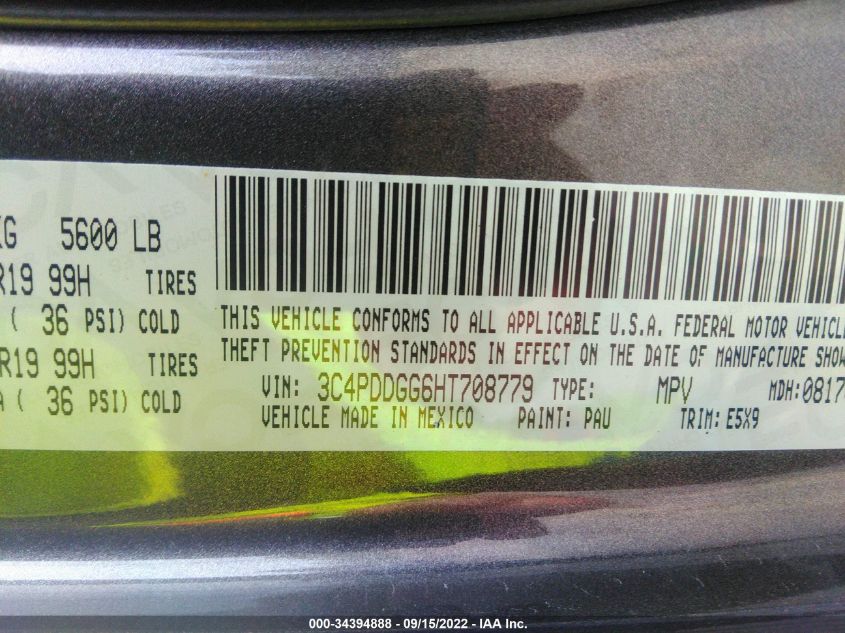 KG 5600 LB
R19 99H TIRES
( 36 PSI) COLD
R19 99H TIRES
A ( 36 PSI) COLD
THIS VEHICLE CONFORMS TO ALL APPLICABLE U.S.A. FEDERAL MOTOR VEHICLE
THEFT PREVENTION STANDARDS IN EFFECT ON THE DATE OF MANUFACTURE SHOW
VIN: 3C4PDDGG6HT708779 TYPE: MPV MDH: 0817
VEHICLE MADE IN MEXICO PAINT: PAU TRIM: E5X9
000-34394888 - 09/15/2022 - IAA Inc.